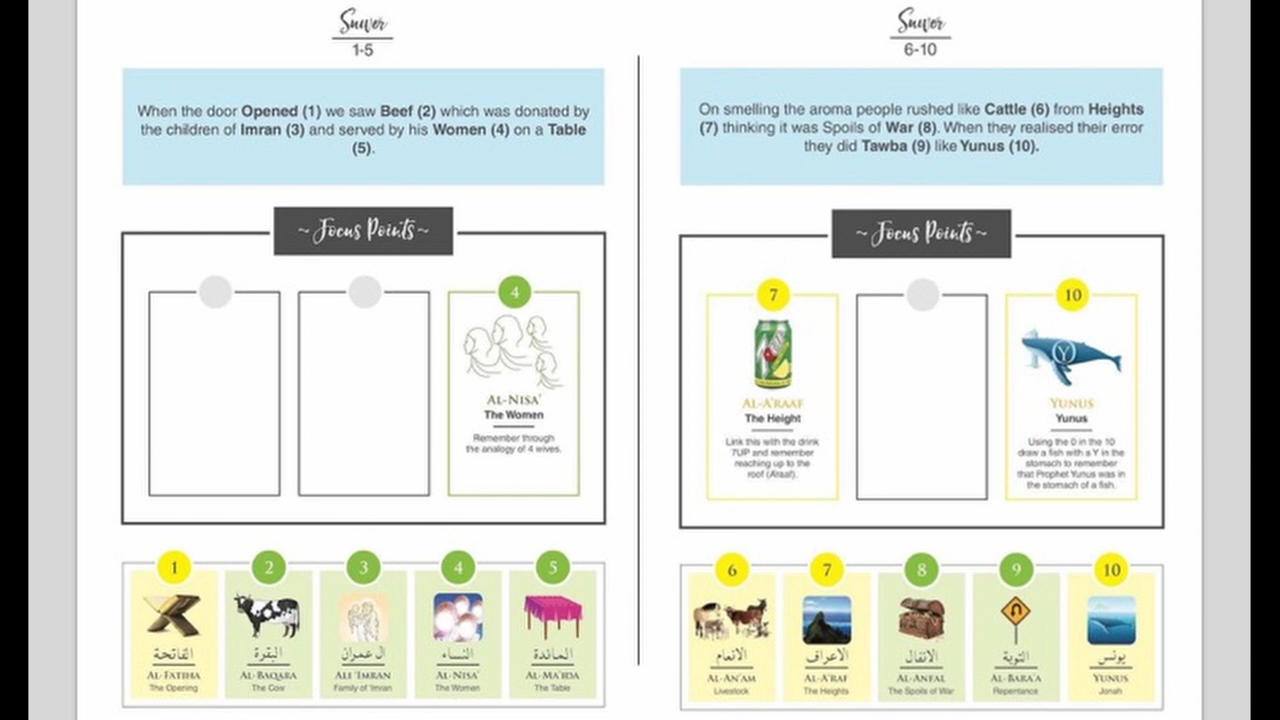 Suwer
1-5
When the door Opened (1) we saw Beef (2) which was donated by
the children of Imran (3) and served by his Women (4) on a Table
(5).
~ Focus Points ~
4
AL-NISA'
The Women
Remember through
the analogy of 4 wives.
1
2
3
4
5
الفاتحة
البقرة
ال عمران
النساء
المائدة
AL-FATIHA
AL-BAQARA
ALI 'IMRAN
AL-NISA'
AL-MA'IDA
The Opening
The Cow
Family of 'Imran
The Women
The Table
Suwer
6-10
On smelling the aroma people rushed like Cattle (6) from Heights
(7) thinking it was Spoils of War (8). When they realised their error
they did Tawba (9) like Yunus (10).
~ Focus Points ~
7
AL-A'RAAF
The Height
Link this with the drink
7UP and remember
reaching up to the
roof (A'raaf).
10
Y
YUNUS
Yunus
Using the 0 in the 10
draw a fish with a Y in the
stomach to remember
that Prophet Yunus was in
the stomach of a fish.
6
7
8
9
10
الانعام
الاعراف
الانفال
التوبة
يونس
AL-AN'AM
AL-A'RAF
AL-ANFAL
AL-BARA'A
YUNUS
Livestock
The Heights
The Spoils of War
Repentance
Jonah